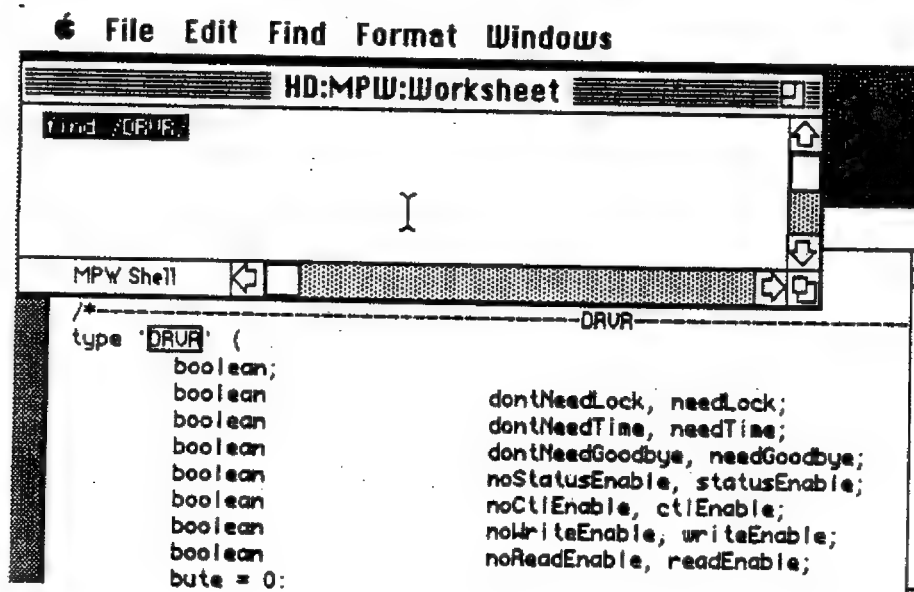 File Edit Find Format Windows
HD:MPW:Worksheet
find /DRVR/
MPW Shell
/*--------------------------------------DRVR--------------------
type 'DRVR' {
boolean;
boolean dontNeedLock, needLock;
boolean dontNeedTime, needTime;
boolean dontNeedGoodbye, needGoodbye;
boolean noStatusEnable, statusEnable;
boolean noCtlEnable, ctlEnable;
boolean noWriteEnable, writeEnable;
boolean noReadEnable, readEnable;
byte = 0;